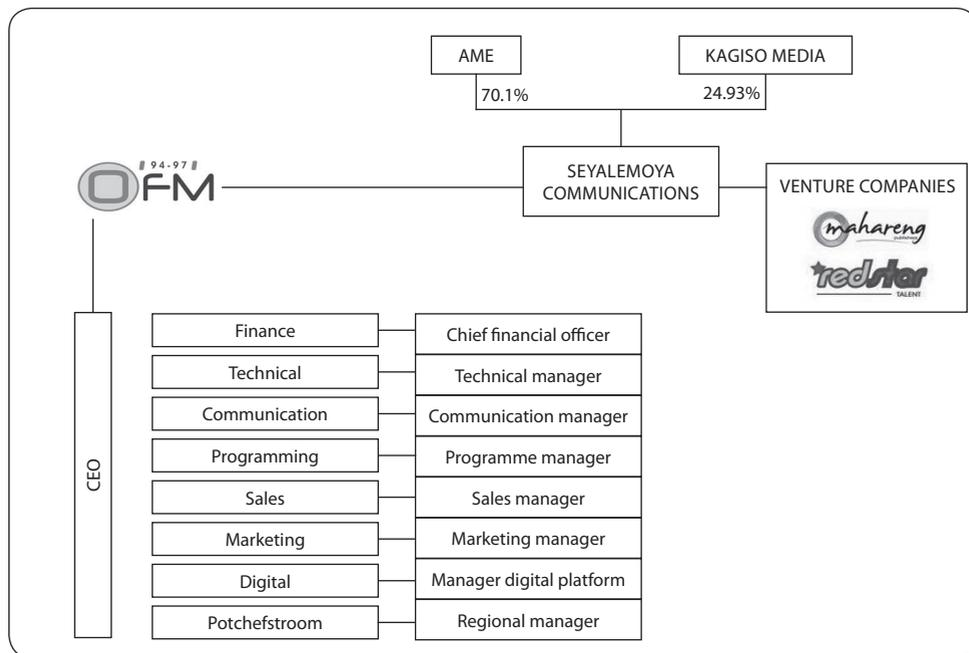 AME
KAGISO MEDIA
70.1%
24.93%
94-97
OFM
SEYALEMOYA
COMMUNICATIONS
VENTURE COMPANIES
mahareng
redstar
TALENT
CEO
Finance
Chief financial officer
Technical
Technical manager
Communication
Communication manager
Programming
Programme manager
Sales
Sales manager
Marketing
Marketing manager
Digital
Manager digital platform
Potchefstroom
Regional manager